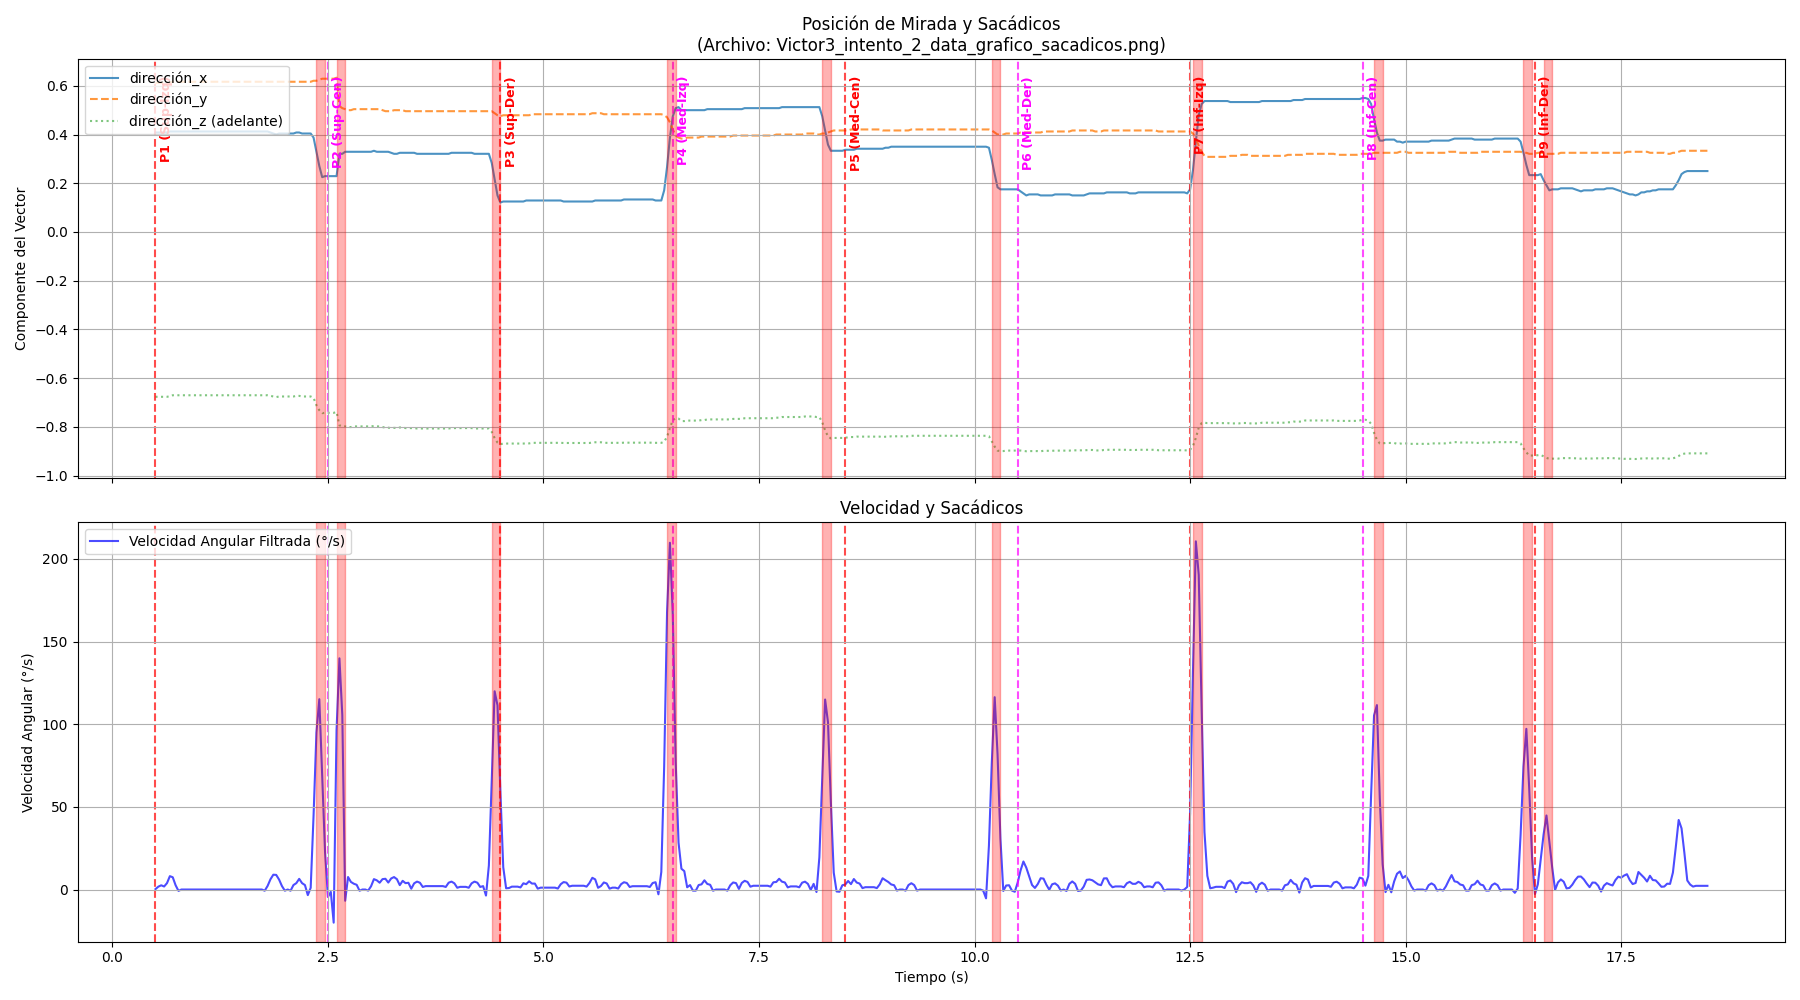 Posición de Mirada y Sacádicos
(Archivo: Victor3_intento_2_data_grafico_sacadicos.png)
dirección_x
dirección_y
dirección_z (adelante)
P1 (Sup-Izq)
P2 (Sup-Cen)
P3 (Sup-Der)
P4 (Med-Izq)
P5 (Med-Cen)
P6 (Med-Der)
P7 (Inf-Izq)
P8 (Inf-Cen)
P9 (Inf-Der)
Componente del Vector
0.6
0.4
0.2
0.0
−0.2
−0.4
−0.6
−0.8
−1.0
Velocidad y Sacádicos
Velocidad Angular Filtrada (°/s)
Velocidad Angular (°/s)
200
150
100
50
0
0.0 2.5 5.0 7.5 10.0 12.5 15.0 17.5
Tiempo (s)